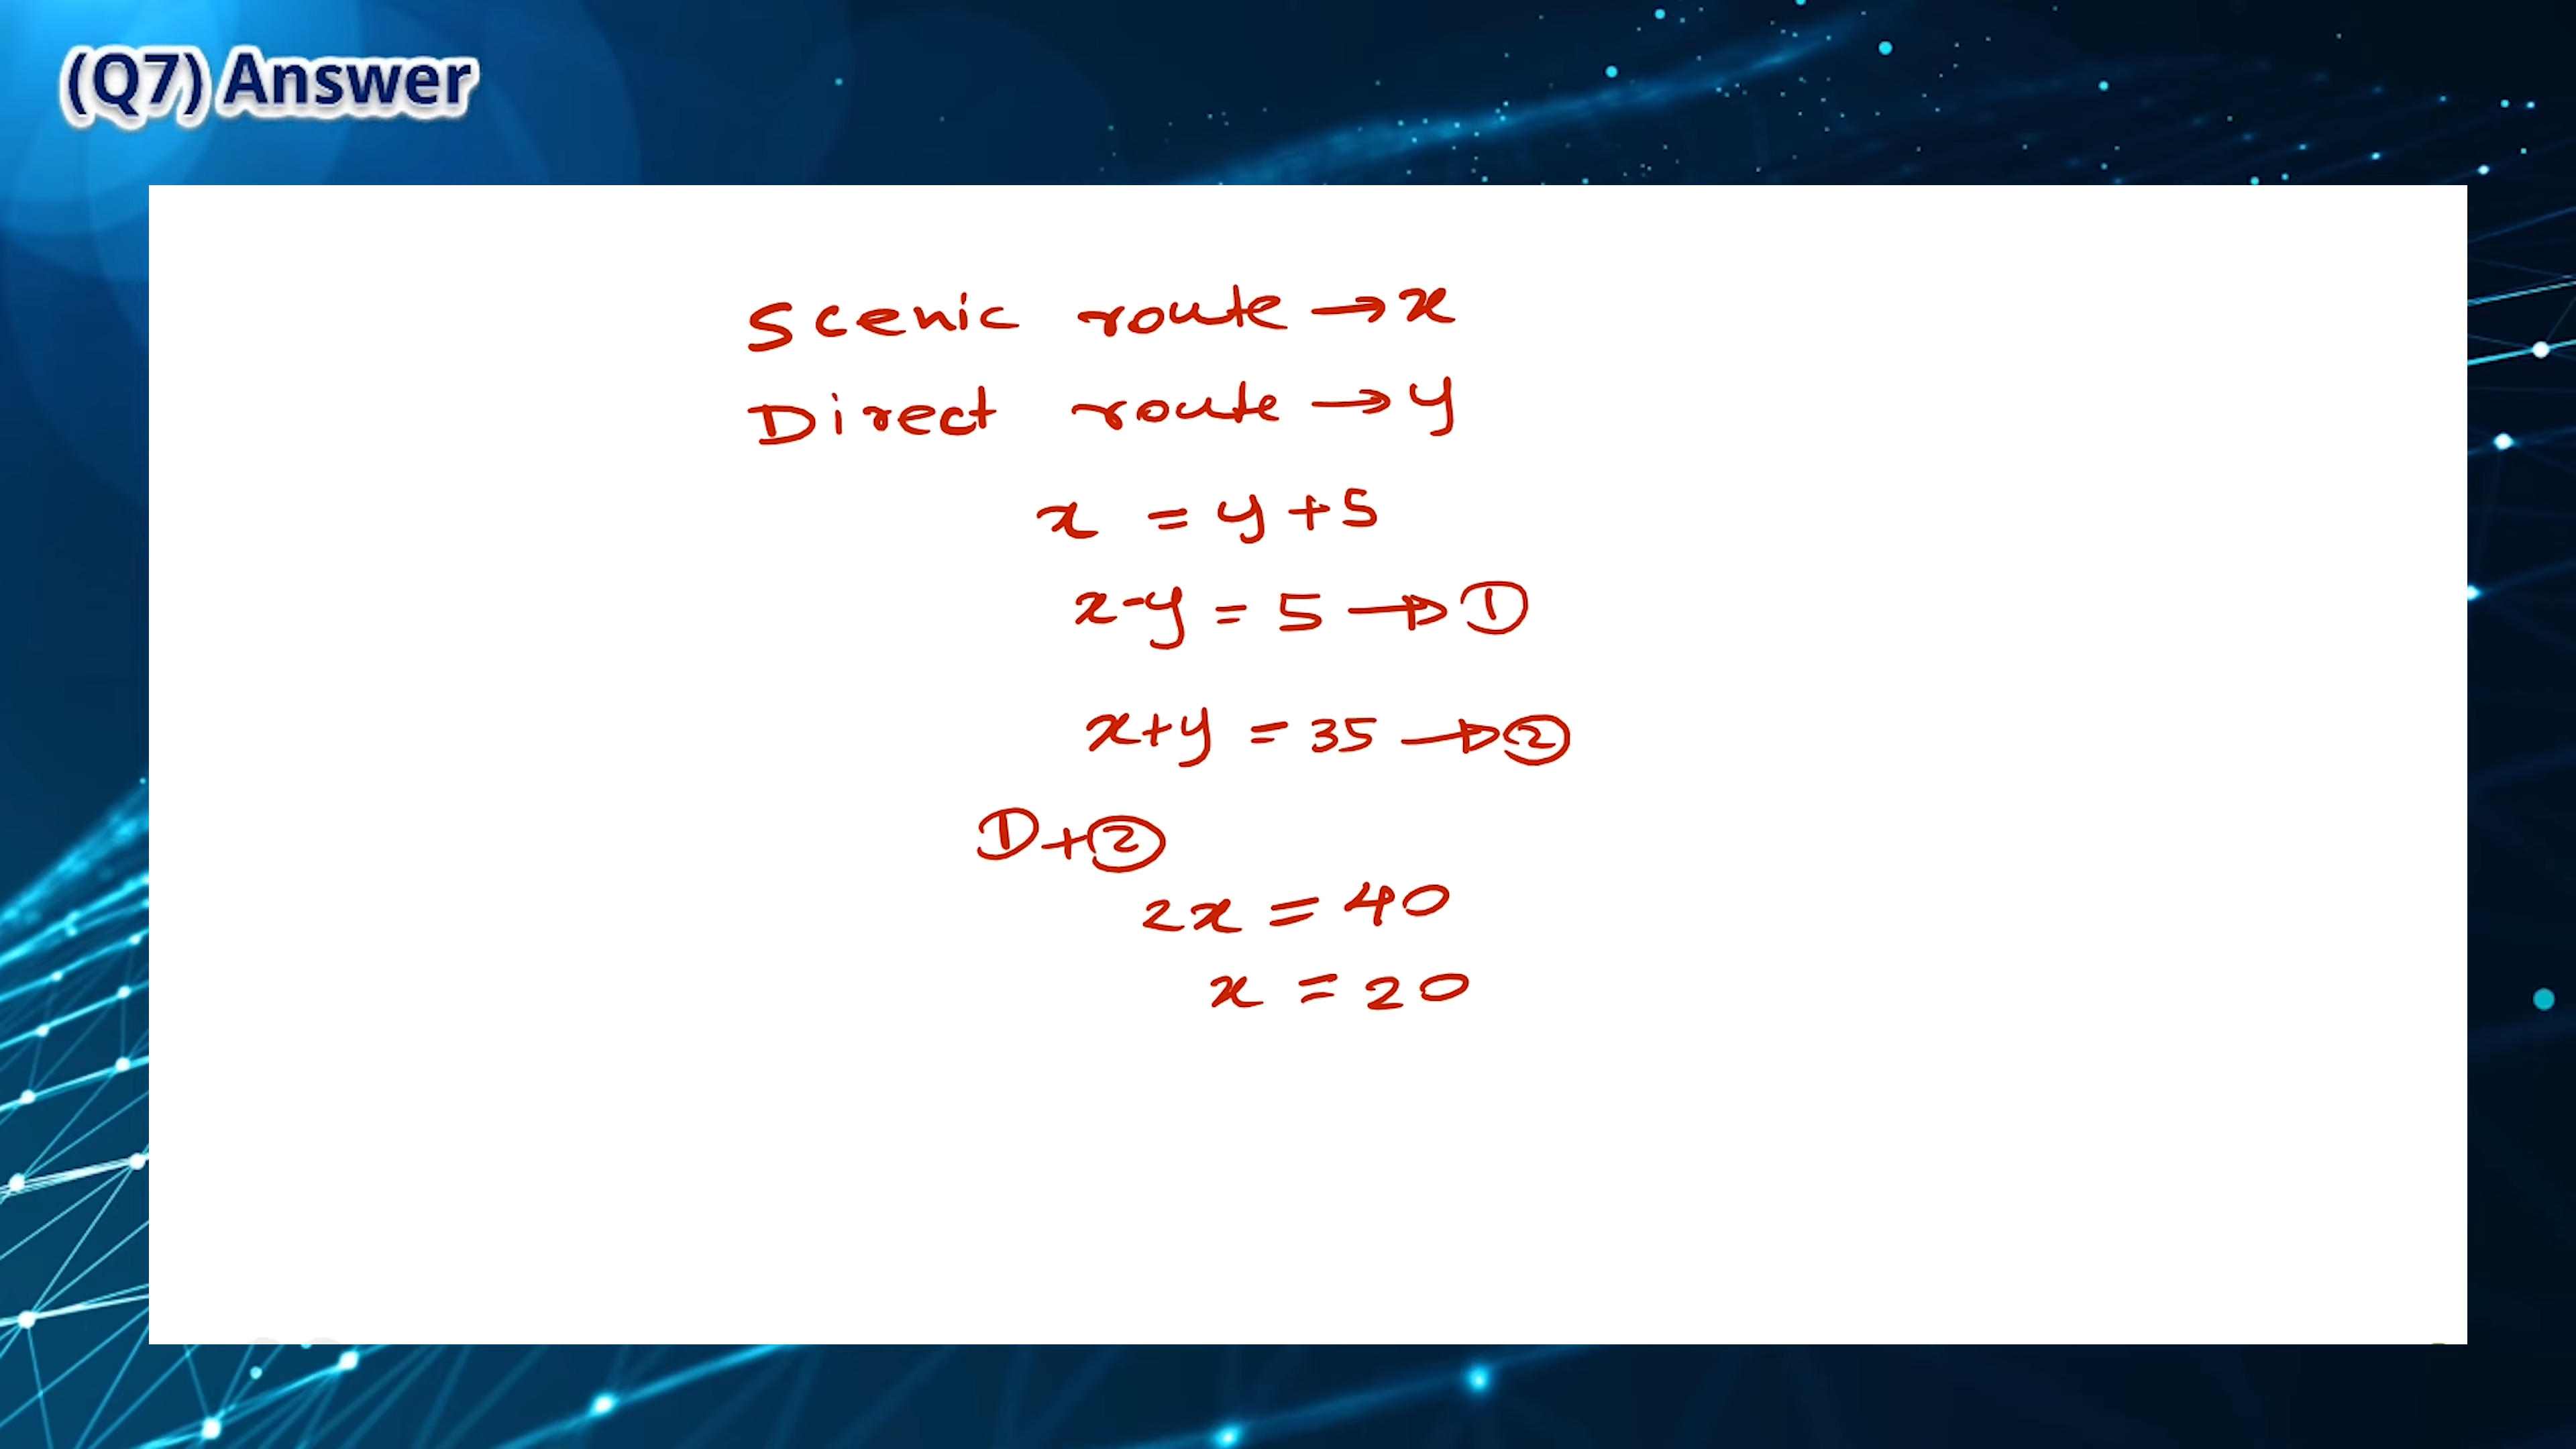 (Q7) Answer
Scenic route → x
Direct route → y
x = y + 5
x - y = 5 → ①
x + y = 35 → ②
① + ②
2x = 40
x = 20